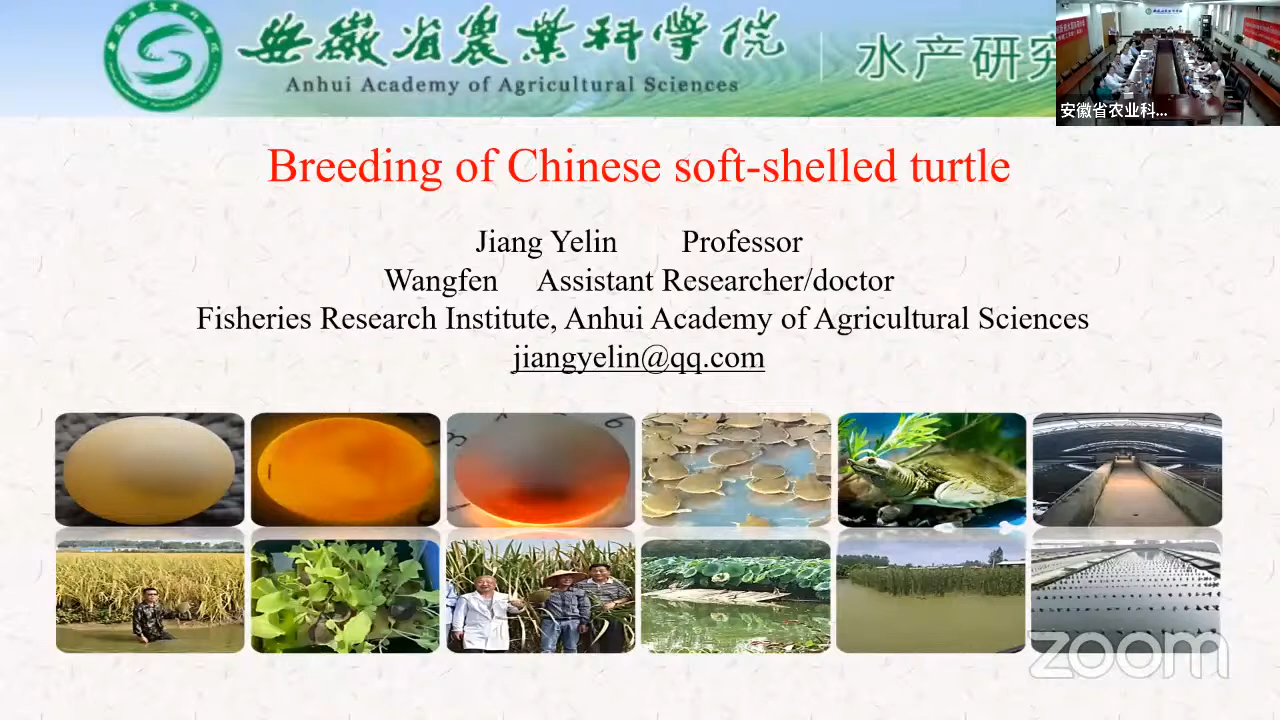 安徽省農業科學院
Anhui Academy of Agricultural Sciences
水产研究
安徽省农业科...
Breeding of Chinese soft-shelled turtle
Jiang Yelin Professor
Wangfen Assistant Researcher/doctor
Fisheries Research Institute, Anhui Academy of Agricultural Sciences
jiangyelin@qq.com
zoom